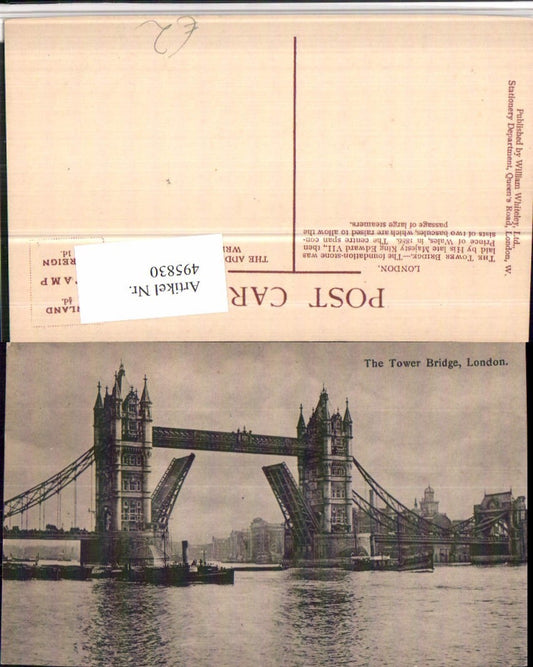 £2
Published by William Whiteley, Ltd.
Stationery Department, Queen's Road, London, W.
POST CAR
LONDON.
THE TOWER BRIDGE.—The foundation-stone was
laid by His late Majesty King Edward VII., then
Prince of Wales, in 1886. The centre span con-
sists of two bascules, which are raised to allow the
passage of large steamers.
THE ADD
WRI
AMP
INLAND
½d.
REIGN
1d.
Artikel Nr.
495830
The Tower Bridge, London.